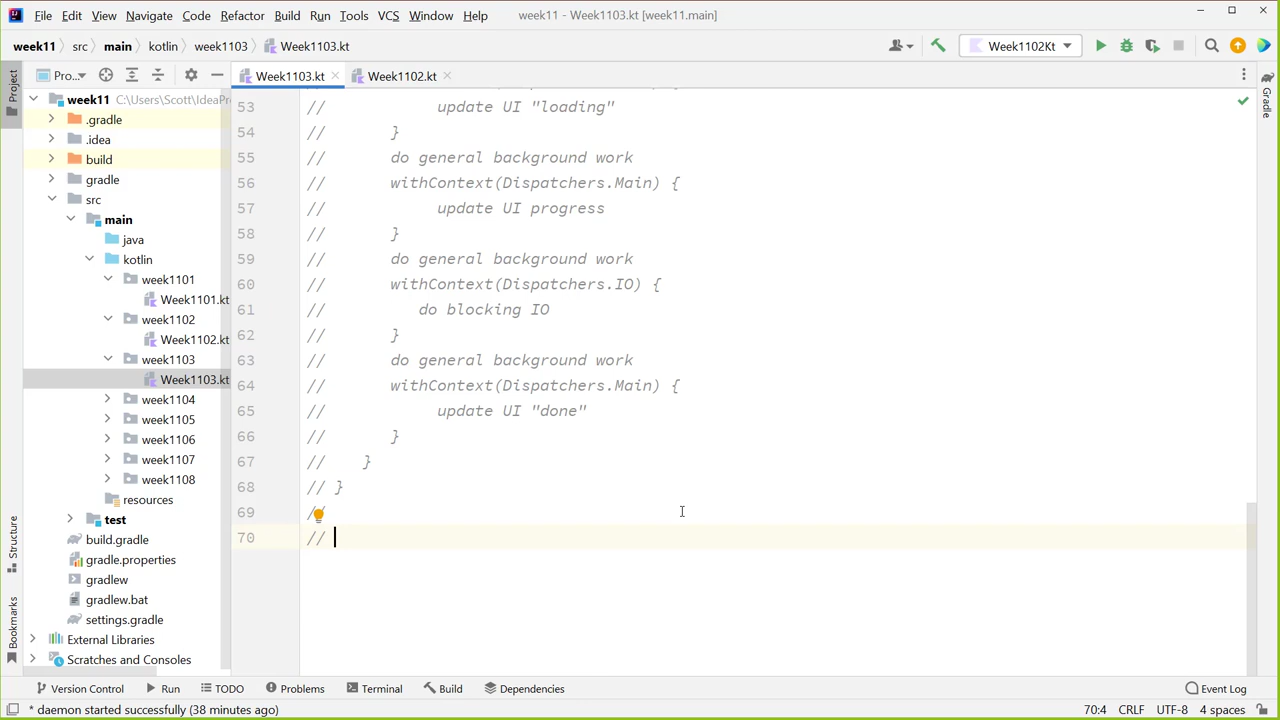 File Edit View Navigate Code Refactor Build Run Tools VCS Window Help week11 - Week1103.kt [week11.main]
week11 src main kotlin week1103 Week1103.kt Week1102Kt
Project Pro... Week1103.kt Week1102.kt Gradle
week11 C:\Users\Scott\IdeaPr
.gradle
.idea
build
gradle
src
main
java
kotlin
week1101
Week1101.kt
week1102
Week1102.kt
week1103
Week1103.kt
week1104
week1105
week1106
week1107
week1108
resources
test
build.gradle
gradle.properties
gradlew
gradlew.bat
settings.gradle
External Libraries
Scratches and Consoles
Structure
Bookmarks
53 // update UI "loading"
54 // }
55 // do general background work
56 // withContext(Dispatchers.Main) {
57 // update UI progress
58 // }
59 // do general background work
60 // withContext(Dispatchers.IO) {
61 // do blocking IO
62 // }
63 // do general background work
64 // withContext(Dispatchers.Main) {
65 // update UI "done"
66 // }
67 // }
68 // }
69 //
70 //
Version Control Run TODO Problems Terminal Build Dependencies Event Log
* daemon started successfully (38 minutes ago) 70:4 CRLF UTF-8 4 spaces